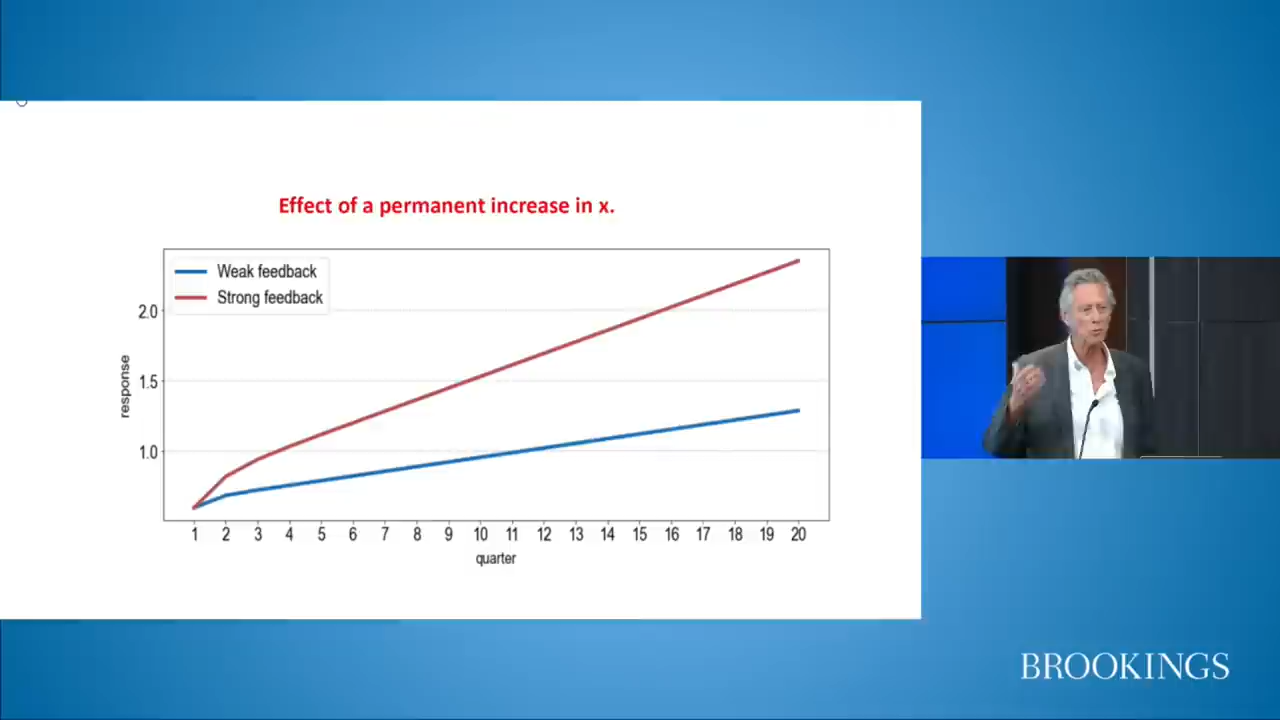 Effect of a permanent increase in x.
Weak feedback
Strong feedback
2.0
1.5
1.0
response
1 2 3 4 5 6 7 8 9 10 11 12 13 14 15 16 17 18 19 20
quarter
BROOKINGS